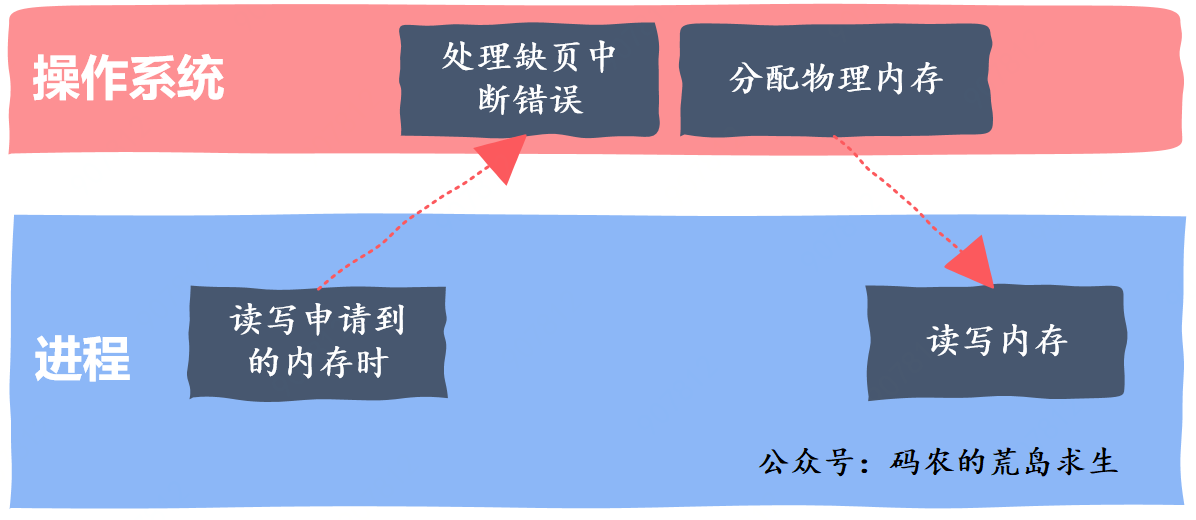 操作系统
处理缺页中
断错误
分配物理内存
进程
读写申请到
的内存时
读写内存
公众号：码农的荒岛求生